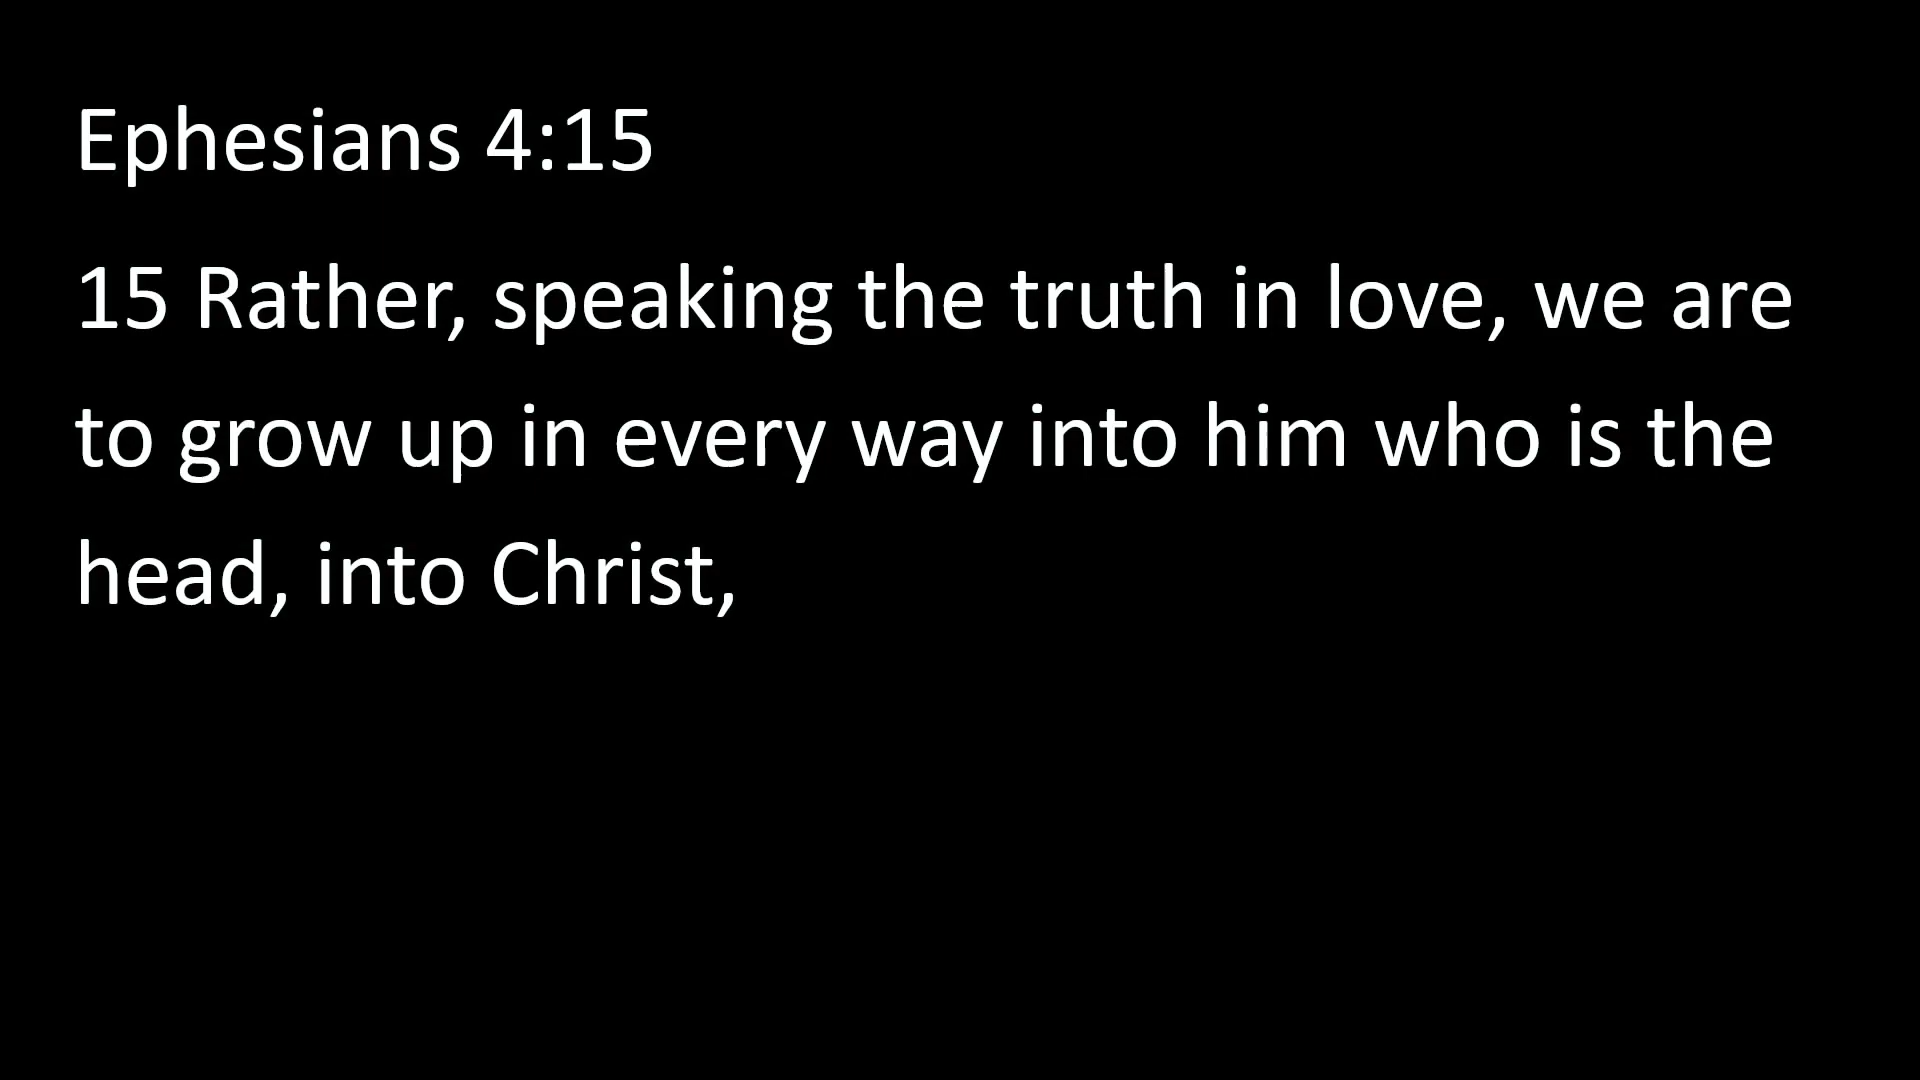 Ephesians 4:15
15 Rather, speaking the truth in love, we are
to grow up in every way into him who is the
head, into Christ,